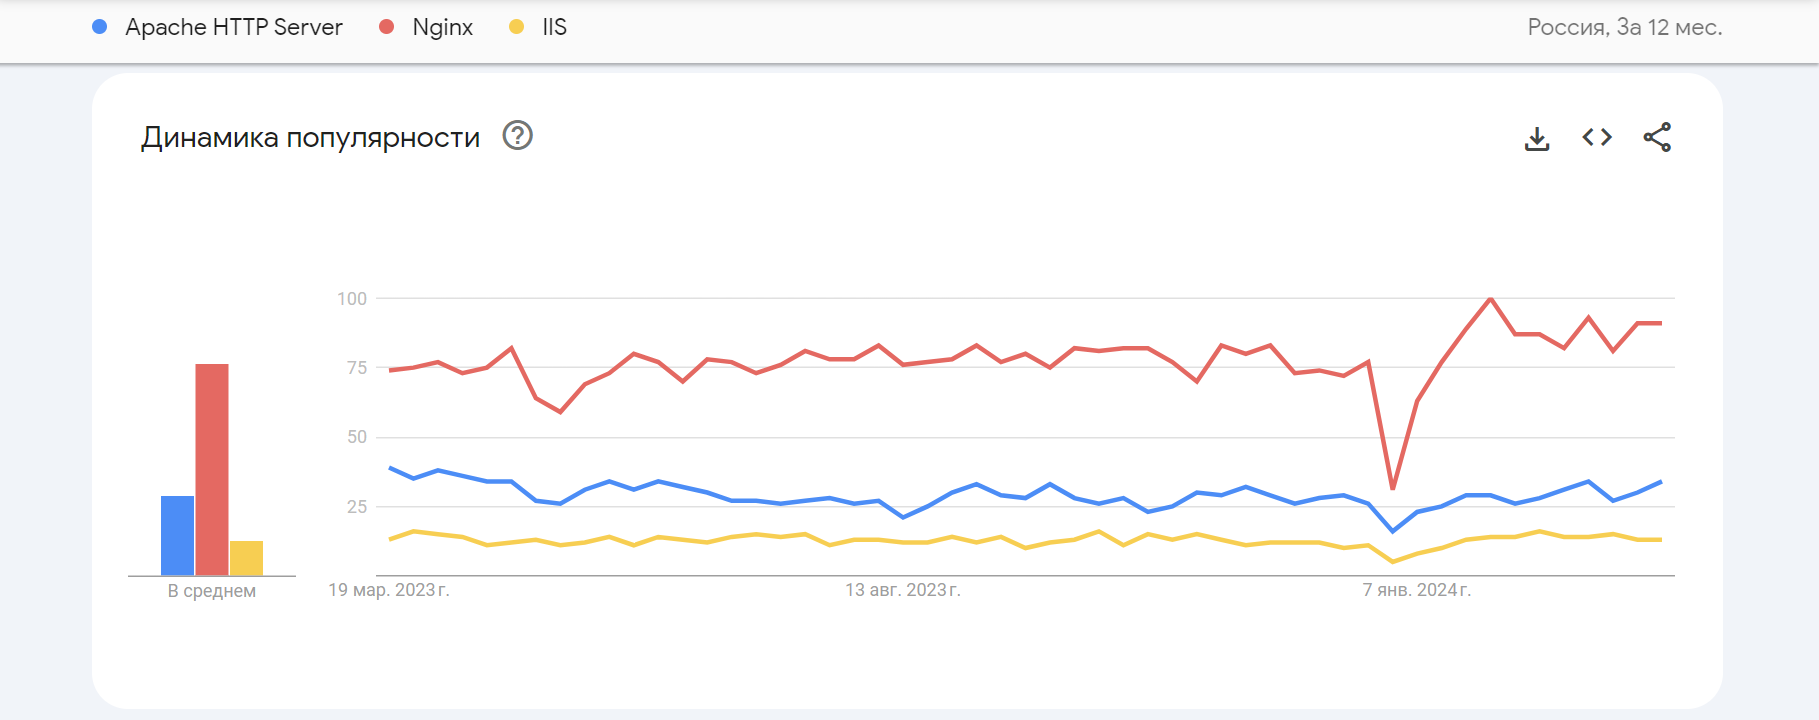 Apache HTTP Server Nginx IIS Россия, За 12 мес.
Динамика популярности ?
100
75
50
25
В среднем
19 мар. 2023 г. 13 авг. 2023 г. 7 янв. 2024 г.